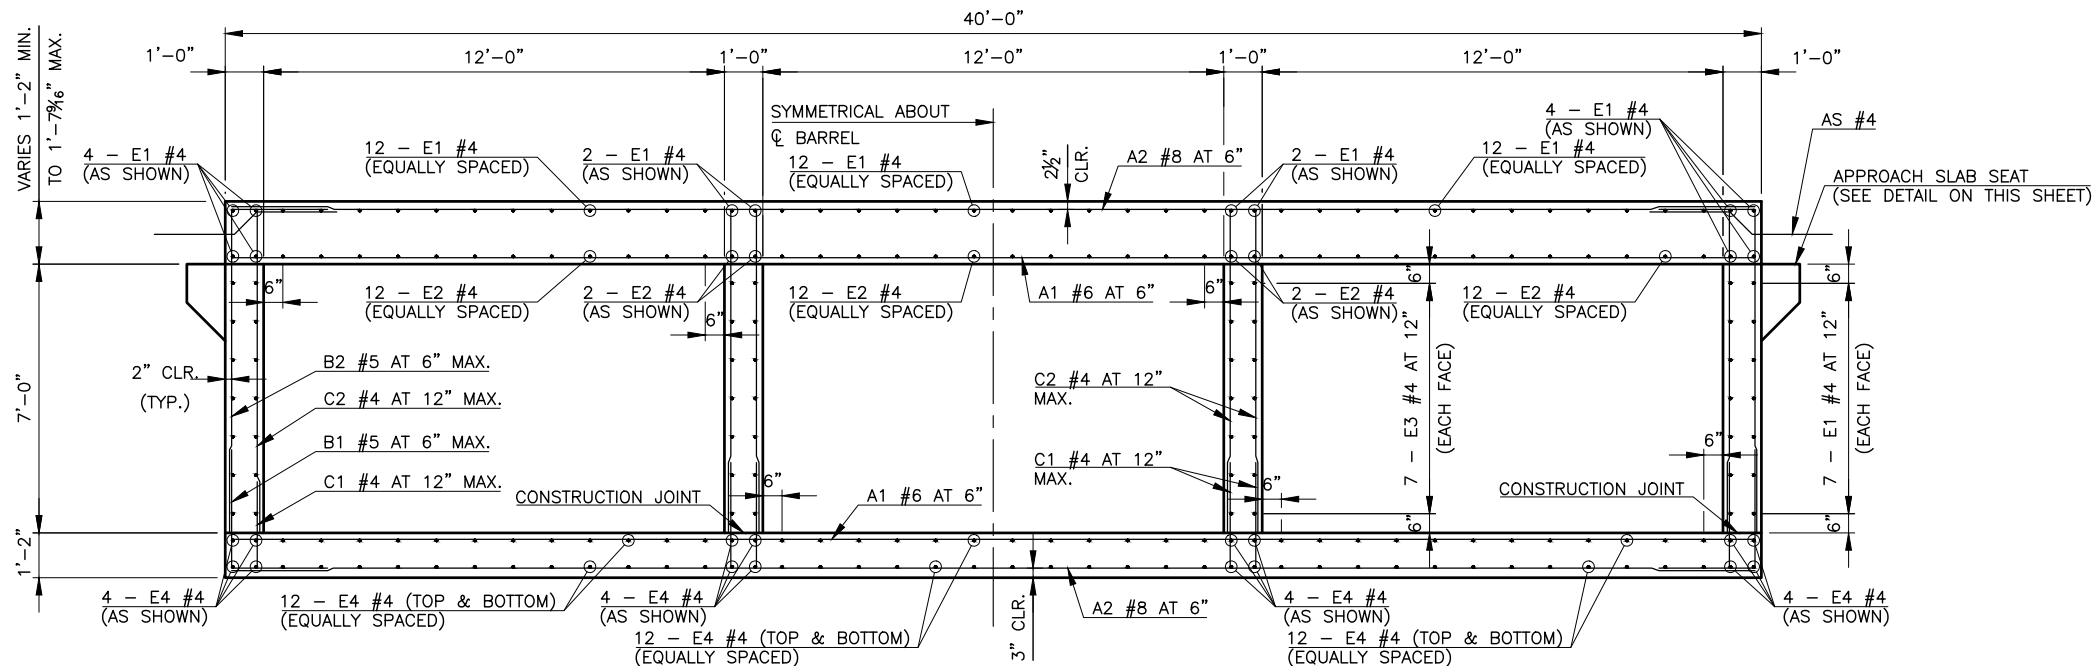 40'-0"
VARIES 1'-2" MIN.
TO 1'-7 9/16" MAX.
1'-0"
12'-0"
1'-0"
12'-0"
1'-0"
12'-0"
1'-0"
SYMMETRICAL ABOUT
℄ BARREL
4 - E1 #4
(AS SHOWN)
12 - E1 #4
(EQUALLY SPACED)
2 - E1 #4
(AS SHOWN)
12 - E1 #4
(EQUALLY SPACED)
2½"
CLR.
A2 #8 AT 6"
2 - E1 #4
(AS SHOWN)
12 - E1 #4
(EQUALLY SPACED)
4 - E1 #4
(AS SHOWN)
AS #4
APPROACH SLAB SEAT
(SEE DETAIL ON THIS SHEET)
6"
12 - E2 #4
(EQUALLY SPACED)
2 - E2 #4
(AS SHOWN)
6"
12 - E2 #4
(EQUALLY SPACED)
A1 #6 AT 6"
6"
2 - E2 #4
(AS SHOWN)
6"
12 - E2 #4
(EQUALLY SPACED)
6"
7'-0"
2" CLR.
(TYP.)
B2 #5 AT 6" MAX.
C2 #4 AT 12" MAX.
B1 #5 AT 6" MAX.
C1 #4 AT 12" MAX.
C2 #4 AT 12"
MAX.
C1 #4 AT 12"
MAX.
7 - E3 #4 AT 12"
(EACH FACE)
7 - E1 #4 AT 12"
(EACH FACE)
6"
CONSTRUCTION JOINT
6"
A1 #6 AT 6"
6"
6"
CONSTRUCTION JOINT
6"
1'-2"
4 - E4 #4
(AS SHOWN)
12 - E4 #4 (TOP & BOTTOM)
(EQUALLY SPACED)
4 - E4 #4
(AS SHOWN)
12 - E4 #4 (TOP & BOTTOM)
(EQUALLY SPACED)
3" CLR.
A2 #8 AT 6"
4 - E4 #4
(AS SHOWN)
12 - E4 #4 (TOP & BOTTOM)
(EQUALLY SPACED)
4 - E4 #4
(AS SHOWN)